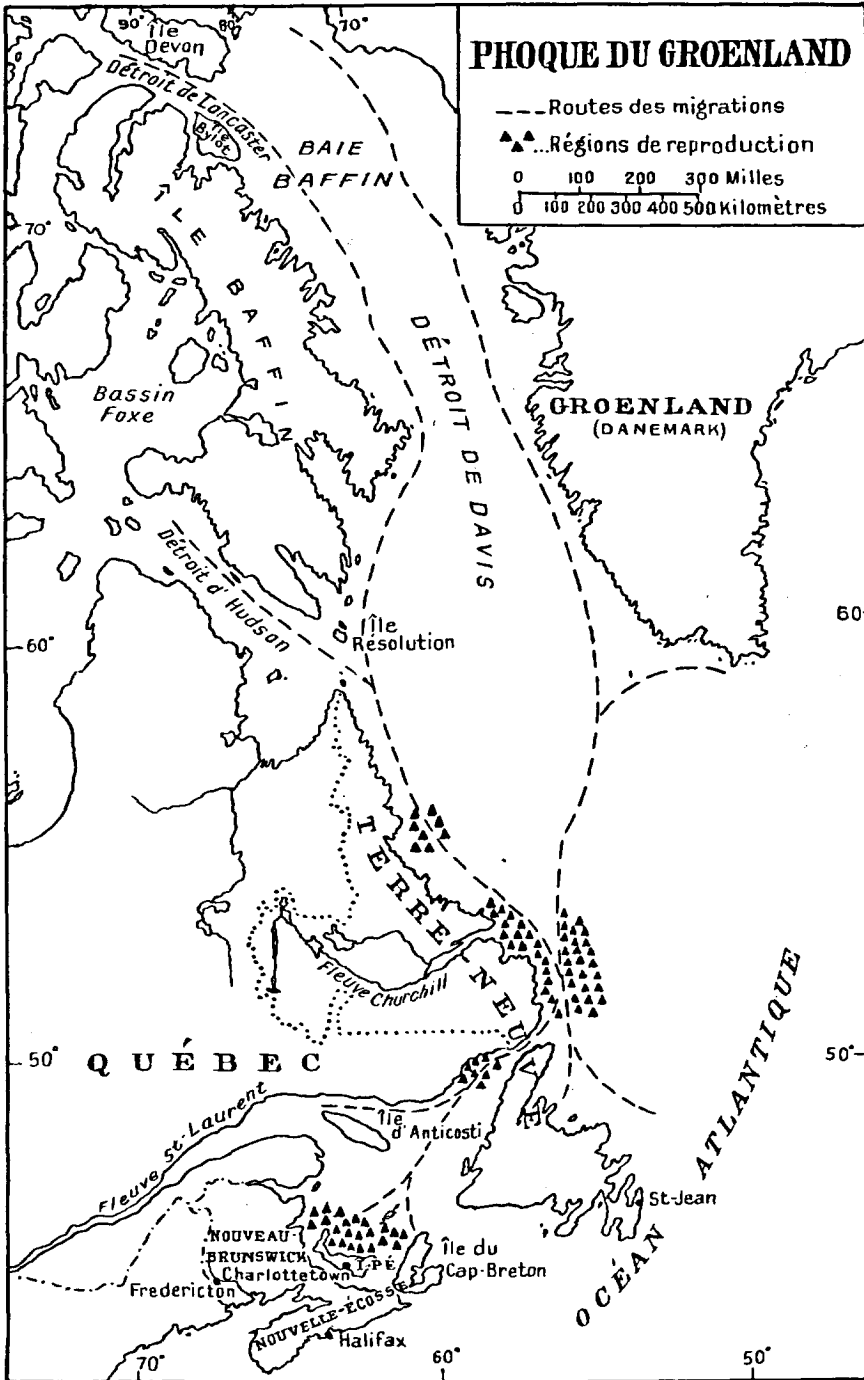 90°
80°
70°
Île
Devon
Détroit de Lancaster
Île
Bylot
BAIE
BAFFIN
PHOQUE DU GROENLAND
Routes des migrations
...Régions de reproduction
0 100 200 300 Milles
0 100 200 300 400 500 Kilomètres
70°
ÎLE BAFFIN
DÉTROIT DE DAVIS
Bassin
Foxe
GROENLAND
(DANEMARK)
Détroit d'Hudson
Île
Résolution
60°
60
TERRE NEUVE
Fleuve Churchill
50°
QUÉBEC
50°
Fleuve St-Laurent
Île
d'Anticosti
OCÉAN ATLANTIQUE
St-Jean
NOUVEAU-
BRUNSWICK
Charlottetown
I-PÉ
Île du
Cap-Breton
Fredericton
NOUVELLE-ÉCOSSE
Halifax
70°
60°
50°